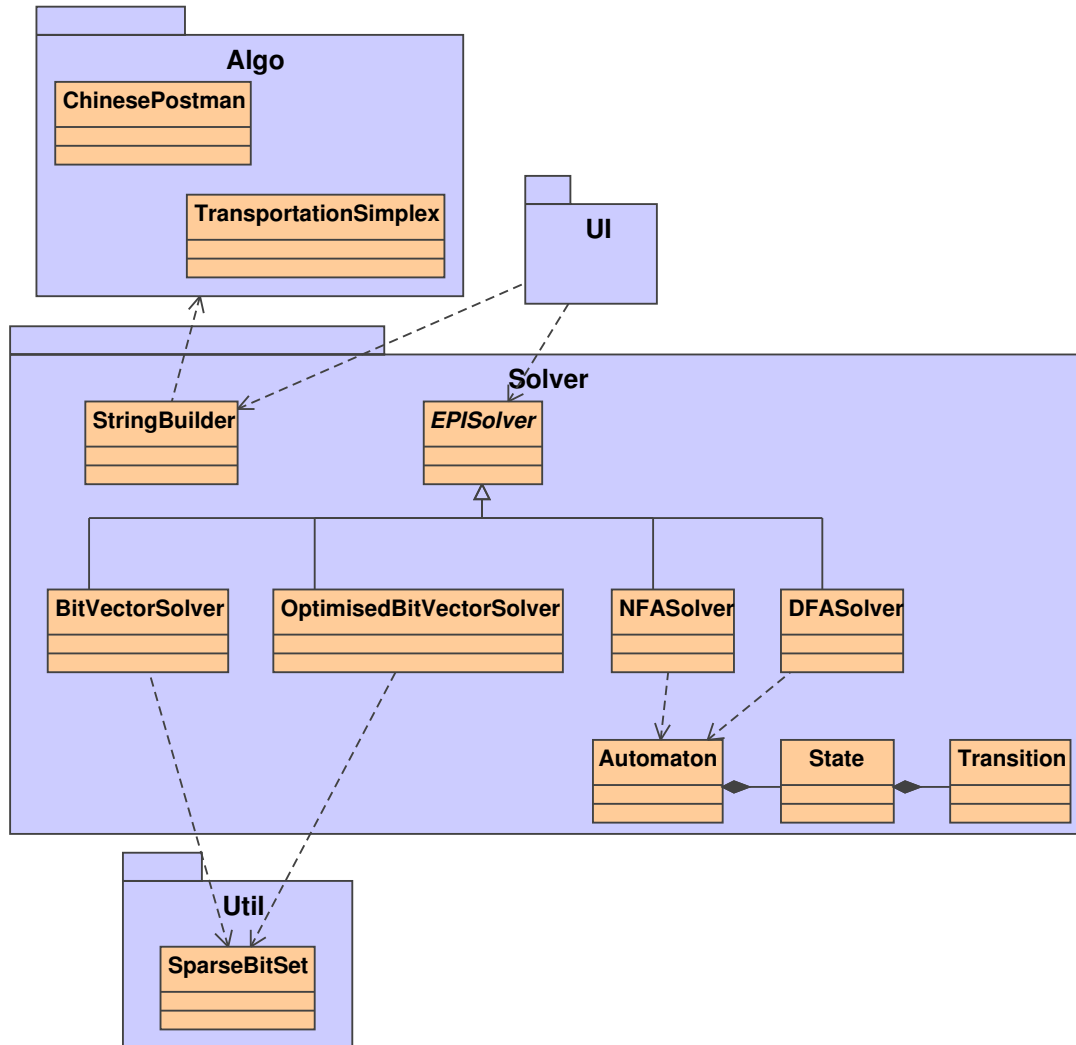 Algo
ChinesePostman
TransportationSimplex
UI
Solver
StringBuilder
EPISolver
BitVectorSolver
OptimisedBitVectorSolver
NFASolver
DFASolver
Automaton
State
Transition
Util
SparseBitSet